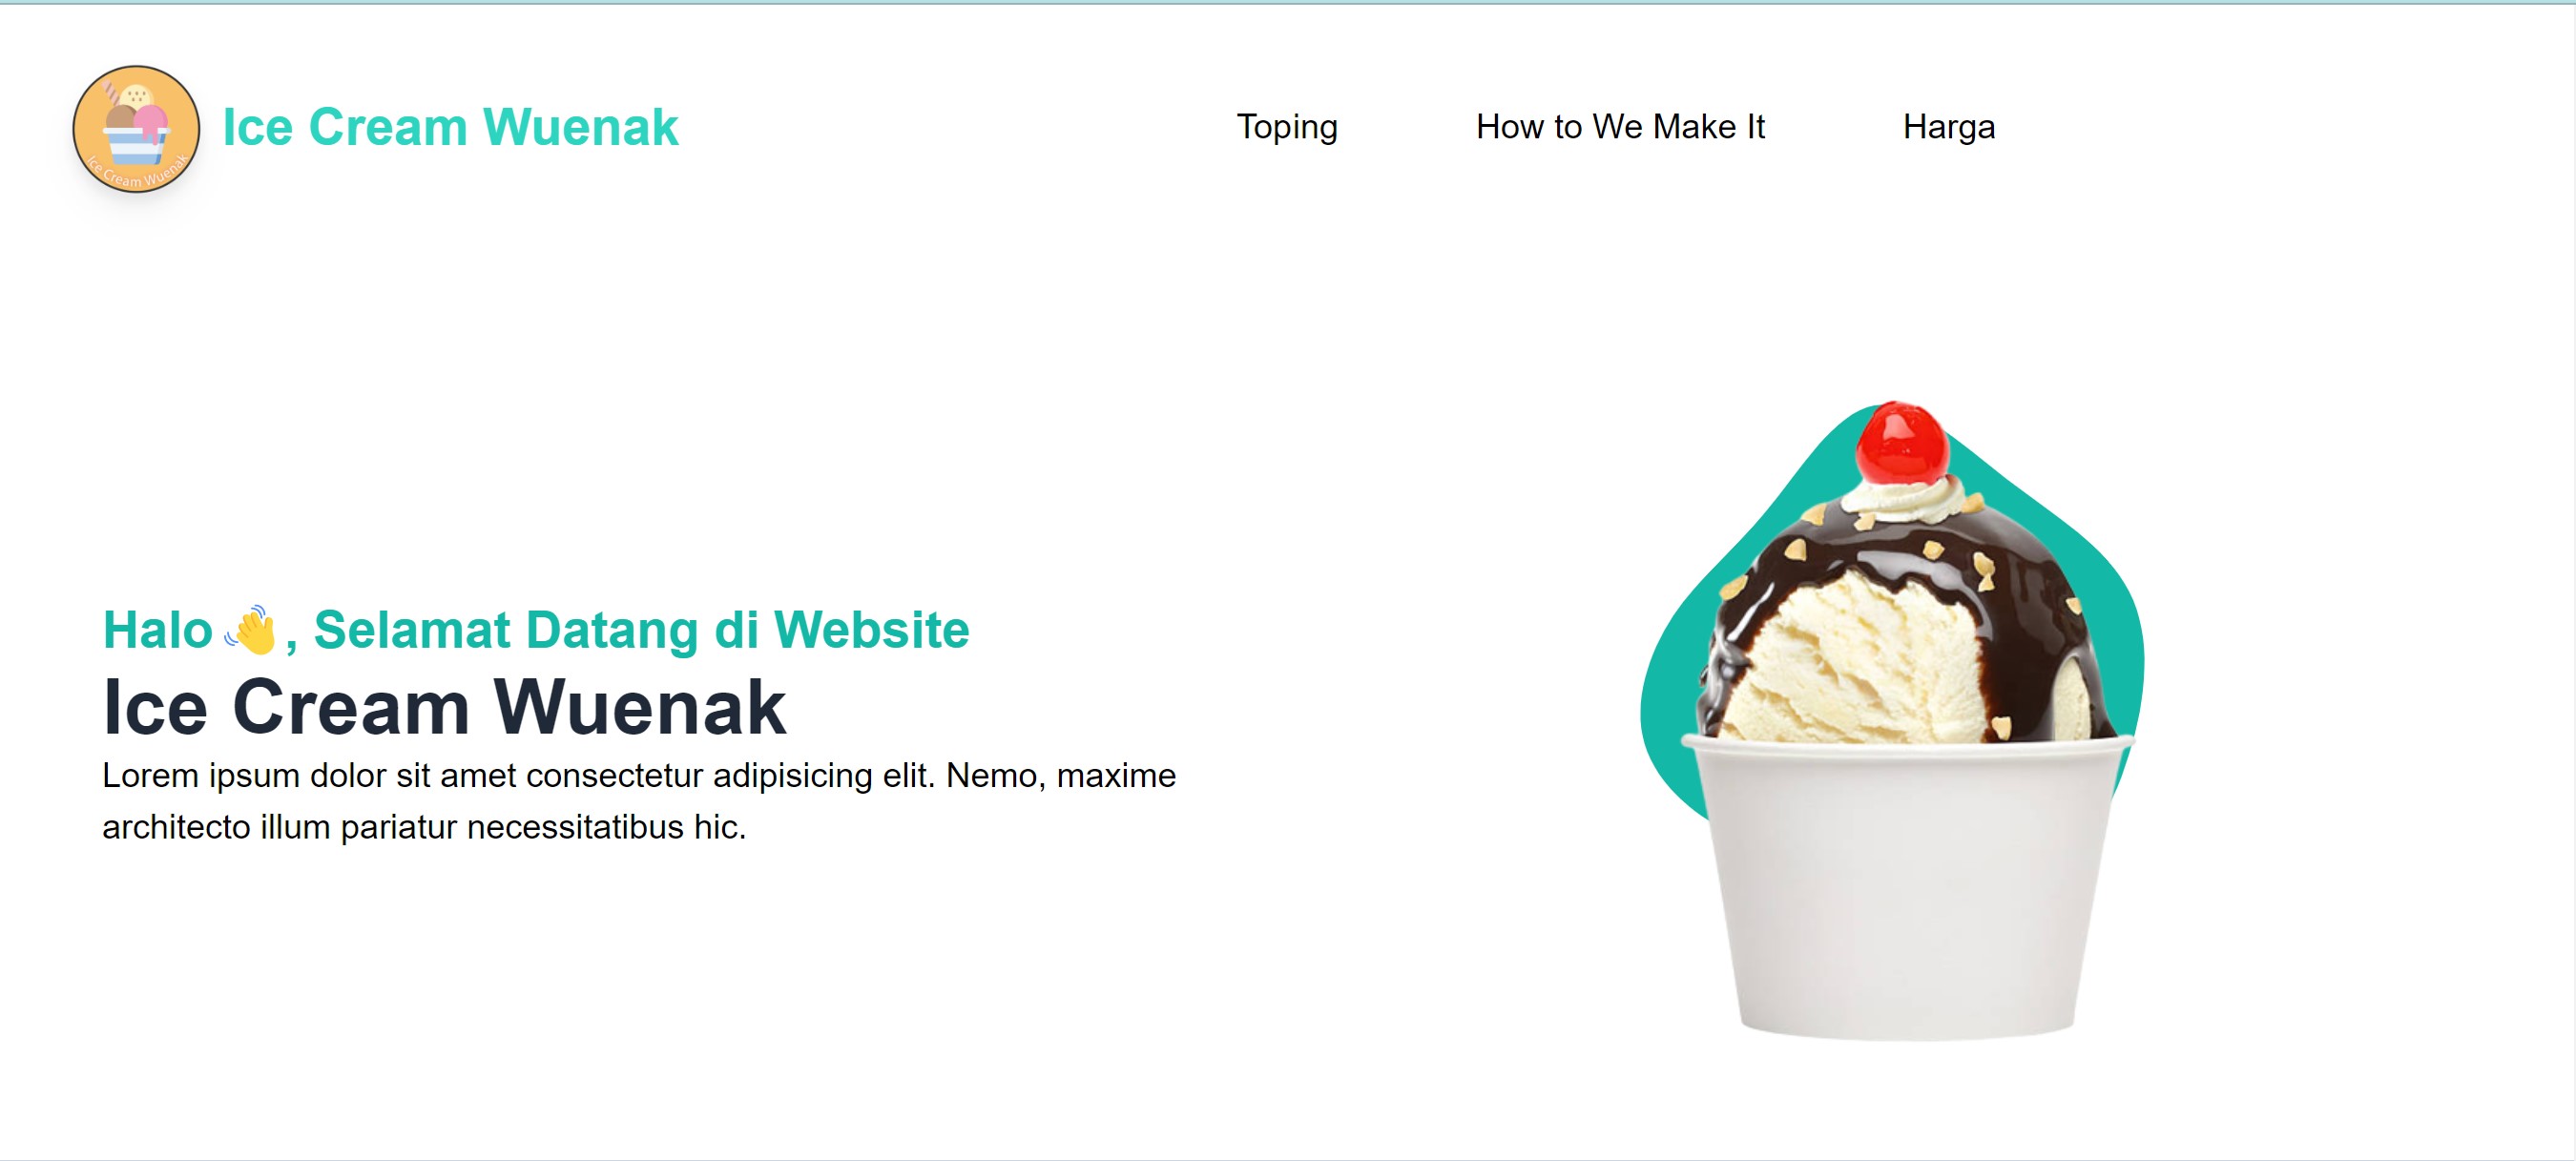 Ice Cream Wuenak
Ice Cream Wuenak
Toping
How to We Make It
Harga
Halo 👋, Selamat Datang di Website
Ice Cream Wuenak
Lorem ipsum dolor sit amet consectetur adipisicing elit. Nemo, maxime
architecto illum pariatur necessitatibus hic.